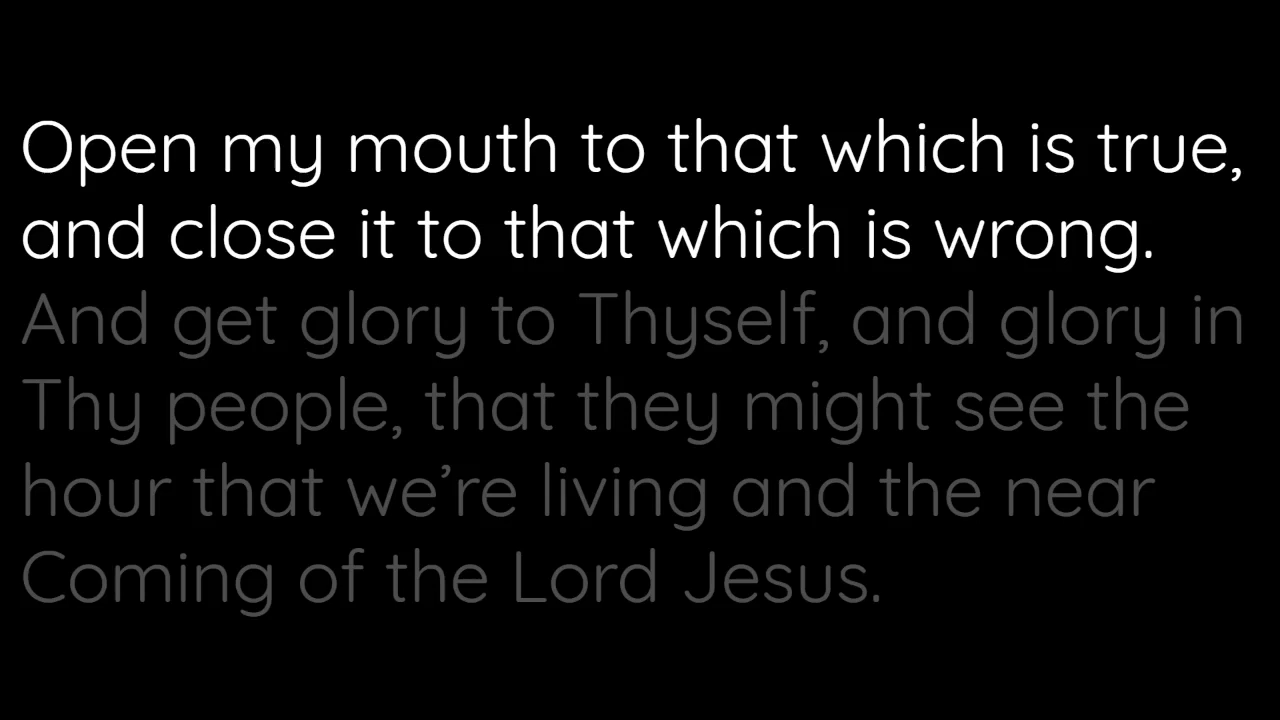 Open my mouth to that which is true,
and close it to that which is wrong.
And get glory to Thyself, and glory in
Thy people, that they might see the
hour that we’re living and the near
Coming of the Lord Jesus.